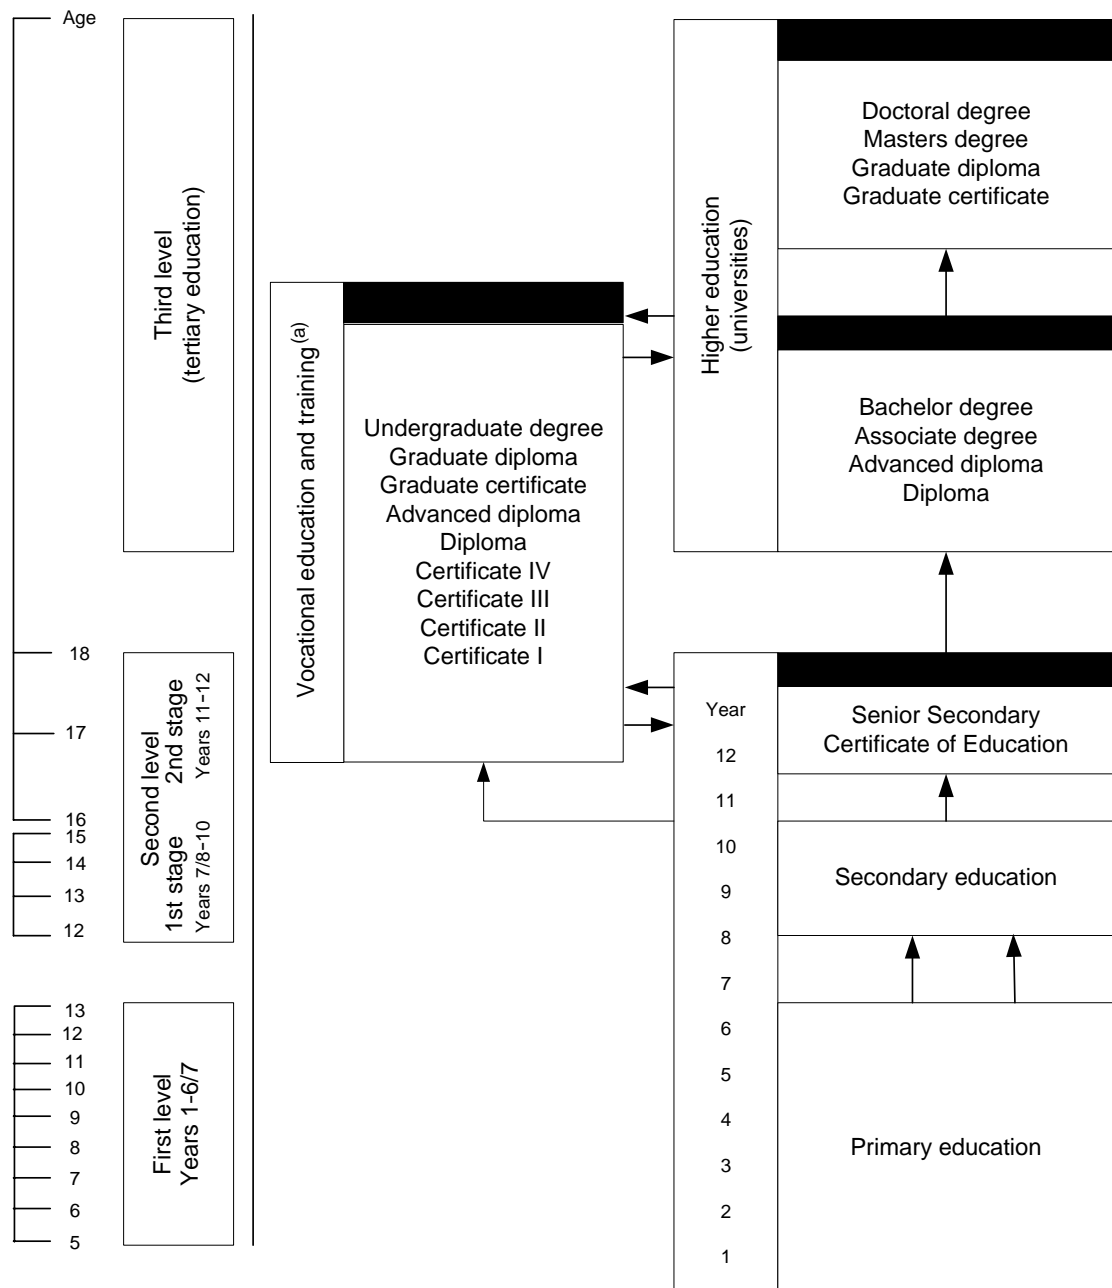 Age
18
17
16
15
14
13
12
13
12
11
10
9
8
7
6
5
Third level
(tertiary education)
Second level
1st stage 2nd stage
Years 7/8-10 Years 11-12
First level
Years 1-6/7
Vocational education and training(a)
Undergraduate degree
Graduate diploma
Graduate certificate
Advanced diploma
Diploma
Certificate IV
Certificate III
Certificate II
Certificate I
Higher education
(universities)
Doctoral degree
Masters degree
Graduate diploma
Graduate certificate
Bachelor degree
Associate degree
Advanced diploma
Diploma
Year
12
11
10
9
8
7
6
5
4
3
2
1
Senior Secondary
Certificate of Education
Secondary education
Primary education